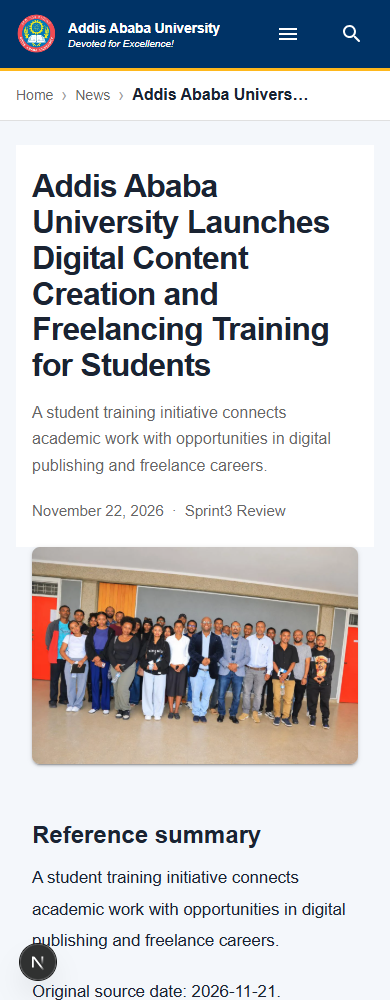 Addis Ababa University
Devoted for Excellence!
Home › News › Addis Ababa Univers…
Addis Ababa
University Launches
Digital Content
Creation and
Freelancing Training
for Students
A student training initiative connects
academic work with opportunities in digital
publishing and freelance careers.
November 22, 2026 · Sprint3 Review
Reference summary
A student training initiative connects
academic work with opportunities in digital
publishing and freelance careers.
N
Original source date: 2026-11-21.